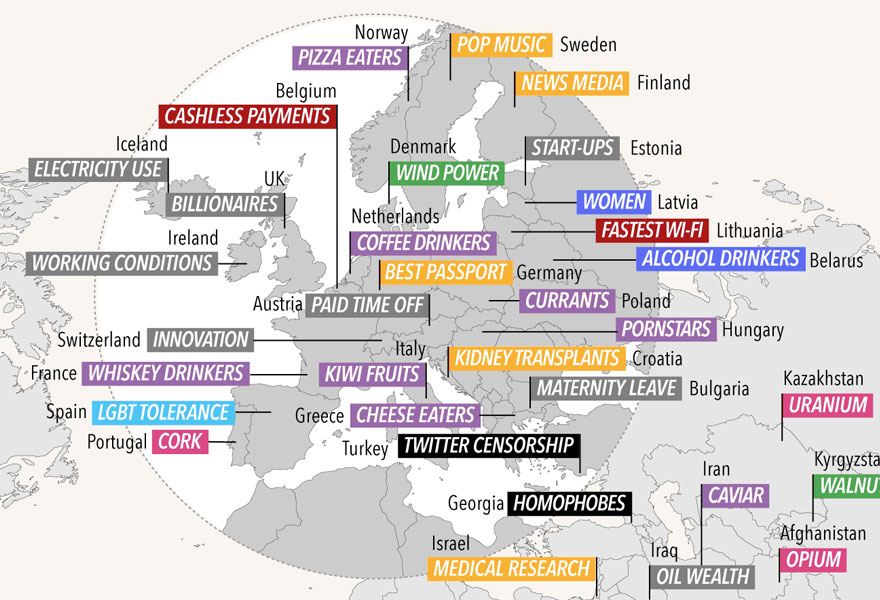 Norway
PIZZA EATERS
POP MUSIC Sweden
NEWS MEDIA Finland
Belgium
CASHLESS PAYMENTS
Iceland
ELECTRICITY USE
Denmark
WIND POWER
START-UPS Estonia
UK
BILLIONAIRES
WOMEN Latvia
Netherlands
COFFEE DRINKERS
FASTEST WI-FI Lithuania
Ireland
WORKING CONDITIONS
ALCOHOL DRINKERS Belarus
BEST PASSPORT Germany
Austria PAID TIME OFF
CURRANTS Poland
Switzerland INNOVATION
PORNSTARS Hungary
Italy
KIWI FRUITS
KIDNEY TRANSPLANTS Croatia
France WHISKEY DRINKERS
MATERNITY LEAVE Bulgaria
Kazakhstan
URANIUM
Spain LGBT TOLERANCE
Greece CHEESE EATERS
Portugal CORK
Turkey TWITTER CENSORSHIP
Kyrgyzsta
WALNUT
Iran
CAVIAR
Georgia HOMOPHOBES
Israel
MEDICAL RESEARCH
Iraq
OIL WEALTH
Afghanistan
OPIUM